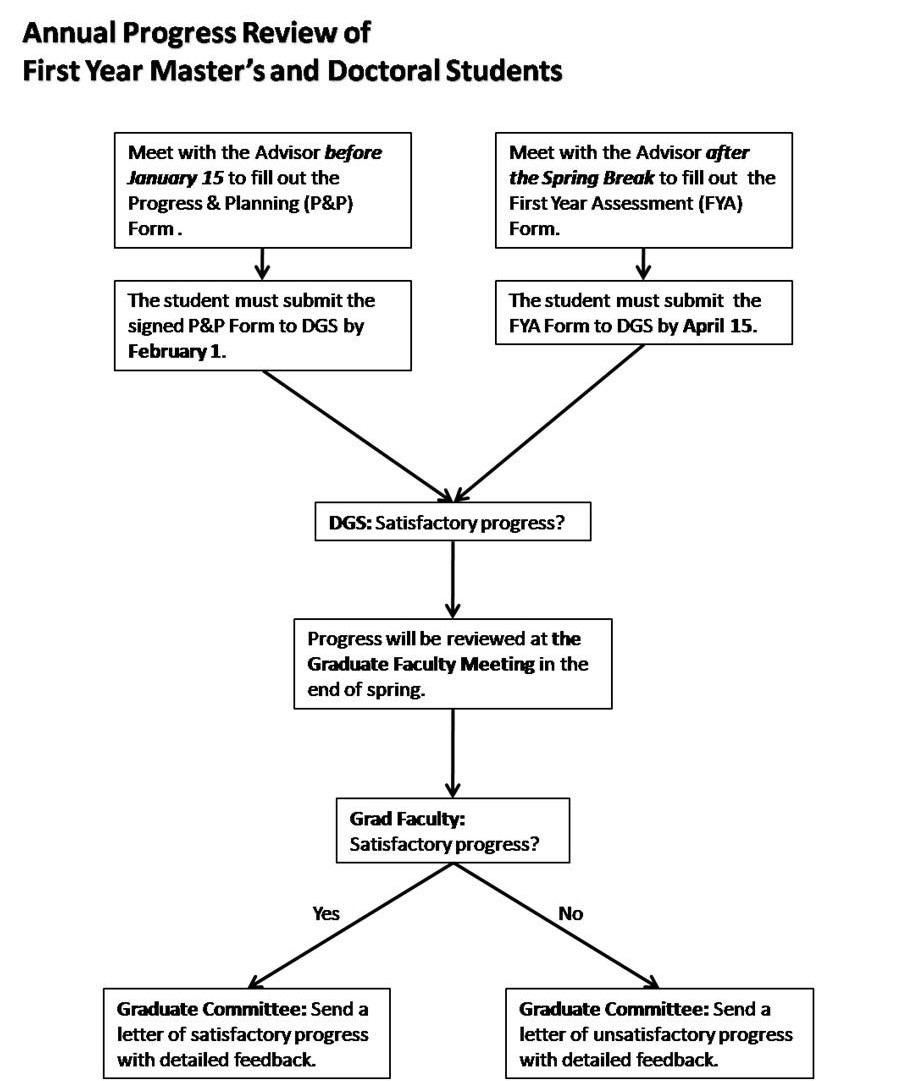 Annual Progress Review of
First Year Master's and Doctoral Students
Meet with the Advisor before
January 15 to fill out the
Progress & Planning (P&P)
Form .
Meet with the Advisor after
the Spring Break to fill out the
First Year Assessment (FYA)
Form.
The student must submit the
signed P&P Form to DGS by
February 1.
The student must submit the
FYA Form to DGS by April 15.
DGS: Satisfactory progress?
Progress will be reviewed at the
Graduate Faculty Meeting in the
end of spring.
Grad Faculty:
Satisfactory progress?
Yes
No
Graduate Committee: Send a
letter of satisfactory progress
with detailed feedback.
Graduate Committee: Send a
letter of unsatisfactory progress
with detailed feedback.